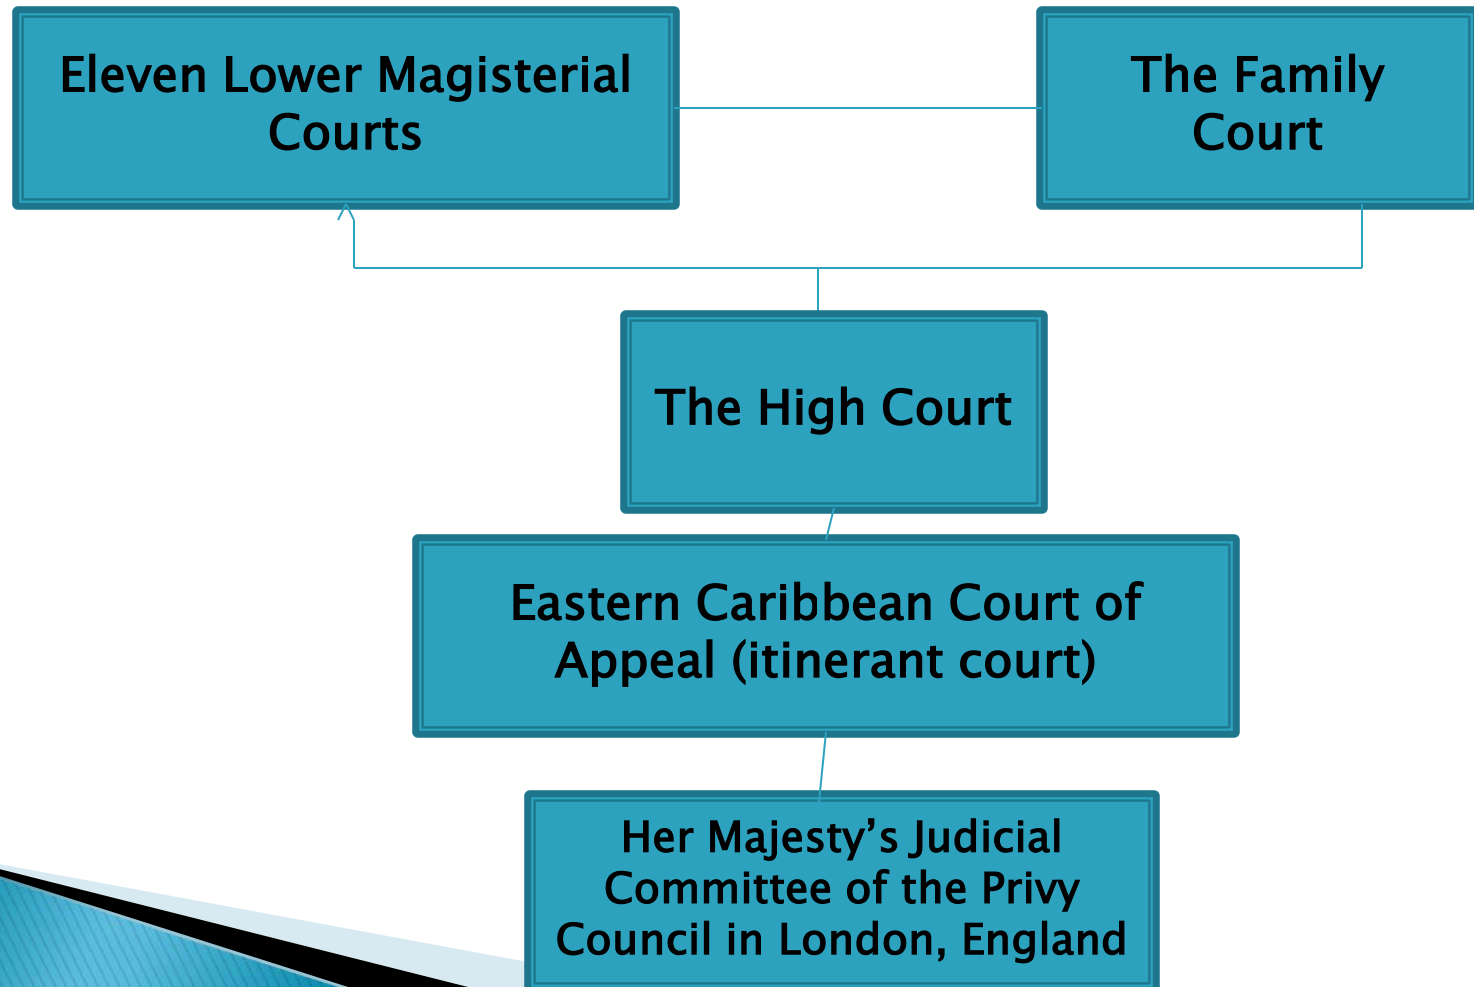 Eleven Lower Magisterial
Courts
The Family
Court
The High Court
Eastern Caribbean Court of
Appeal (itinerant court)
Her Majesty’s Judicial
Committee of the Privy
Council in London, England